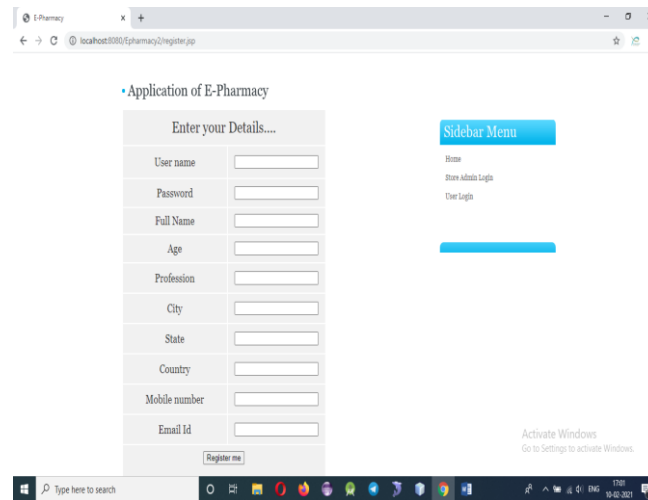 E-Pharmacy
localhost:8080/Epharmacy2/register.jsp
Application of E-Pharmacy
Enter your Details....
User name
Password
Full Name
Age
Profession
City
State
Country
Mobile number
Email Id
Register me
Sidebar Menu
Home
Store Admin Login
User Login
Activate Windows
Go to Settings to activate Windows.
Type here to search
ENG
17:01
10-02-2021